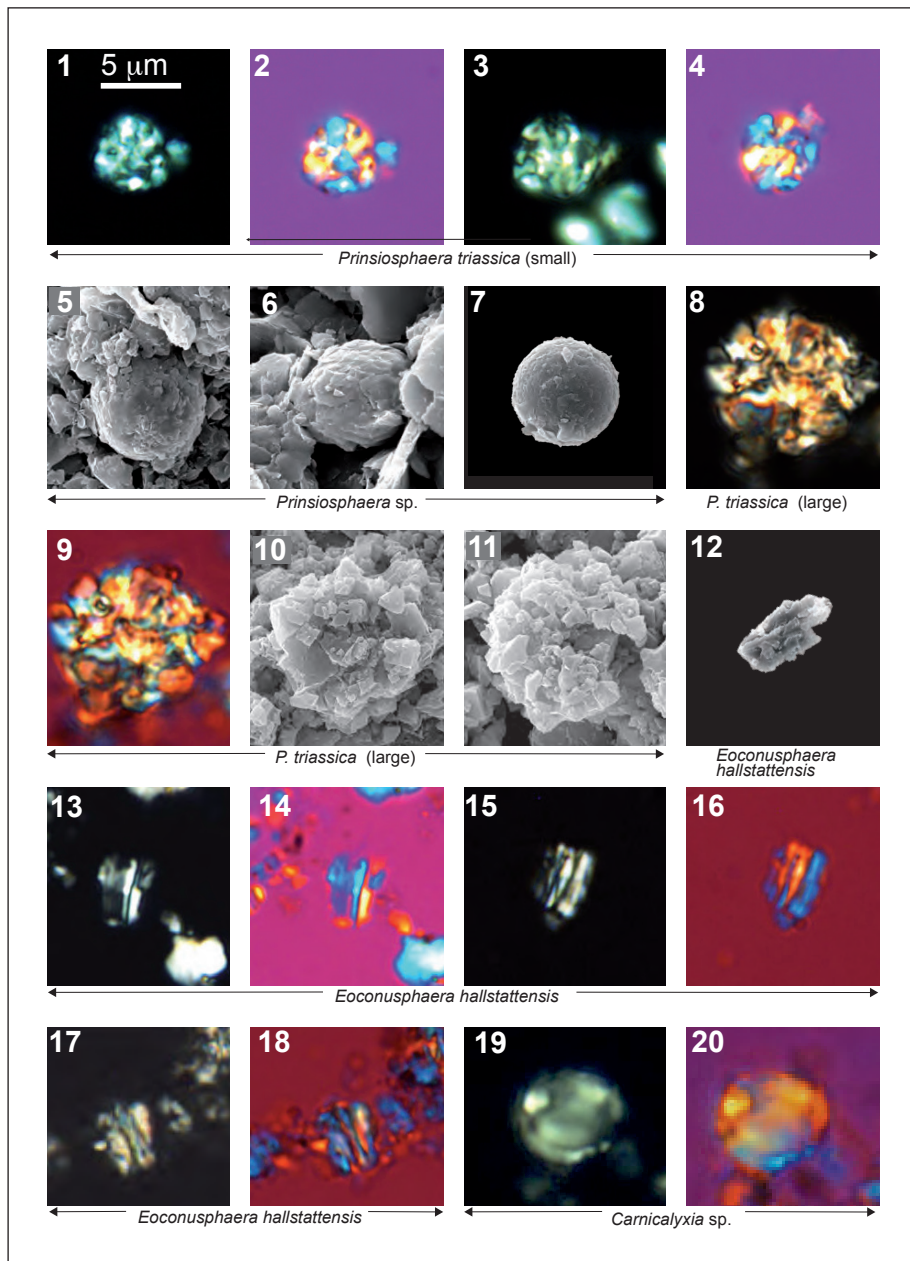 1 2 3 4
5 µm
Prinsiosphaera triassica (small)
5 6 7 8
Prinsiosphaera sp.
P. triassica (large)
9 10 11 12
P. triassica (large)
Eoconusphaera
hallstattensis
13 14 15 16
Eoconusphaera hallstattensis
17 18 19 20
Eoconusphaera hallstattensis
Carnicalyxia sp.